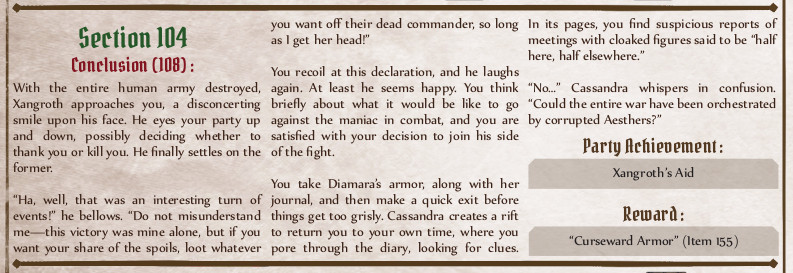 Section 104
Conclusion (108) :
With the entire human army destroyed,
Xangroth approaches you, a disconcerting
smile upon his face. He eyes your party up
and down, possibly deciding whether to
thank you or kill you. He finally settles on the
former.
“Ha, well, that was an interesting turn of
events!” he bellows. “Do not misunderstand
me—this victory was mine alone, but if you
want your share of the spoils, loot whatever
you want off their dead commander, so long
as I get her head!”
You recoil at this declaration, and he laughs
again. At least he seems happy. You think
briefly about what it would be like to go
against the maniac in combat, and you are
satisfied with your decision to join his side
of the fight.
You take Diamara’s armor, along with her
journal, and then make a quick exit before
things get too grisly. Cassandra creates a rift
to return you to your own time, where you
pore through the diary, looking for clues.
In its pages, you find suspicious reports of
meetings with cloaked figures said to be “half
here, half elsewhere.”
“No...” Cassandra whispers in confusion.
“Could the entire war have been orchestrated
by corrupted Aesthers?”
Party Achievement :
Xangroth’s Aid
Reward :
“Curseward Armor” (Item 155)